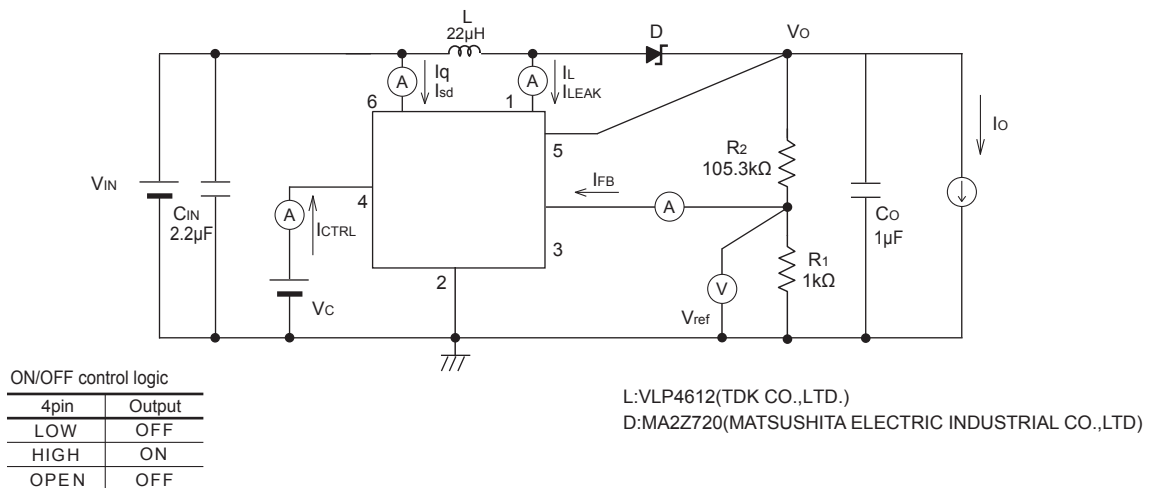 L
22μH
D
Vo
A
Iq
Isd
A
IL
ILEAK
6
1
5
Io
R2
105.3kΩ
VIN
CIN
2.2μF
4
IFB
A
A
ICTRL
3
Co
1μF
R1
1kΩ
2
VC
V
Vref
ON/OFF control logic
4pin Output
LOW OFF
HIGH ON
OPEN OFF
L:VLP4612(TDK CO.,LTD.)
D:MA2Z720(MATSUSHITA ELECTRIC INDUSTRIAL CO.,LTD)